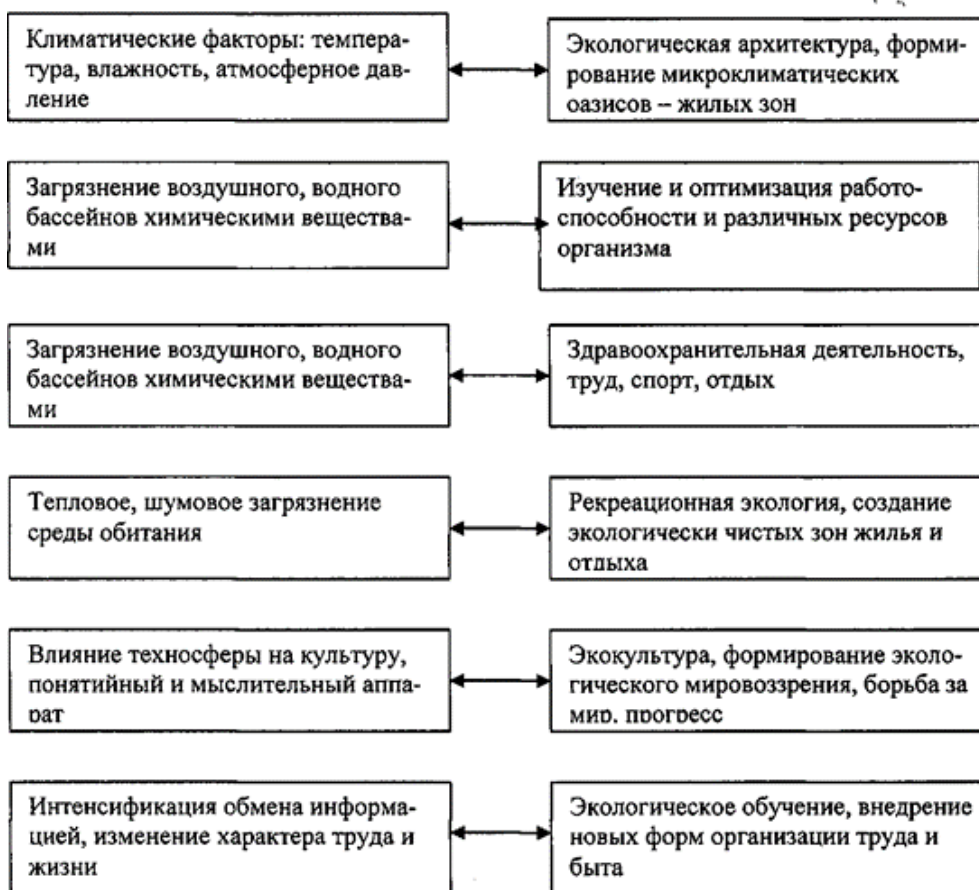 Климатические факторы: темпера-
тура, влажность, атмосферное дав-
ление
Экологическая архитектура, форми-
рование микроклиматических
оазисов – жилых зон
Загрязнение воздушного, водного
бассейнов химическими вещества-
ми
Изучение и оптимизация работо-
способности и различных ресурсов
организма
Загрязнение воздушного, водного
бассейнов химическими вещества-
ми
Здравоохранительная деятельность,
труд, спорт, отдых
Тепловое, шумовое загрязнение
среды обитания
Рекреационная экология, создание
экологически чистых зон жилья и
отдыха
Влияние техносферы на культуру,
понятийный и мыслительный аппа-
рат
Экокультура, формирование эколо-
гического мировоззрения, борьба за
мир, прогресс
Интенсификация обмена информа-
цией, изменение характера труда и
жизни
Экологическое обучение, внедрение
новых форм организации труда и
быта